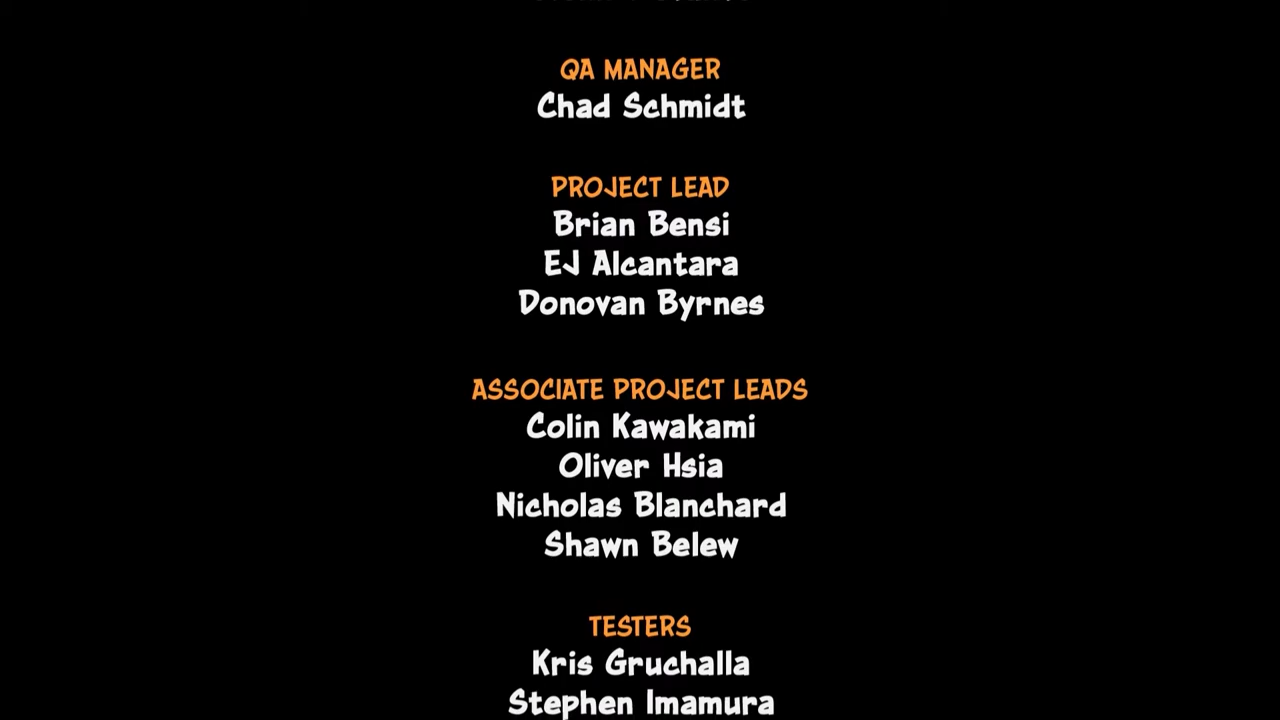 QA MANAGER
Chad Schmidt
PROJECT LEAD
Brian Bensi
EJ Alcantara
Donovan Byrnes
ASSOCIATE PROJECT LEADS
Colin Kawakami
Oliver Hsia
Nicholas Blanchard
Shawn Belew
TESTERS
Kris Gruchalla
Stephen Imamura